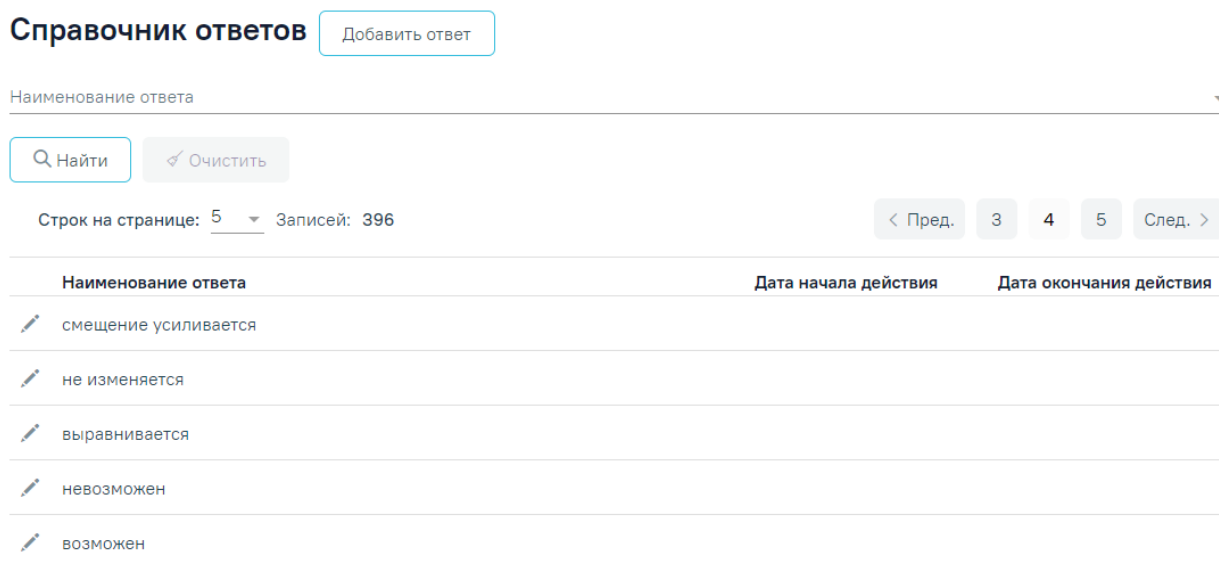 Справочник ответов Добавить ответ
Наименование ответа
Найти Очистить
Строк на странице: 5 Записей: 396 Пред. 3 4 5 След.
Наименование ответа Дата начала действия Дата окончания действия
смещение усиливается
не изменяется
выравнивается
невозможен
возможен